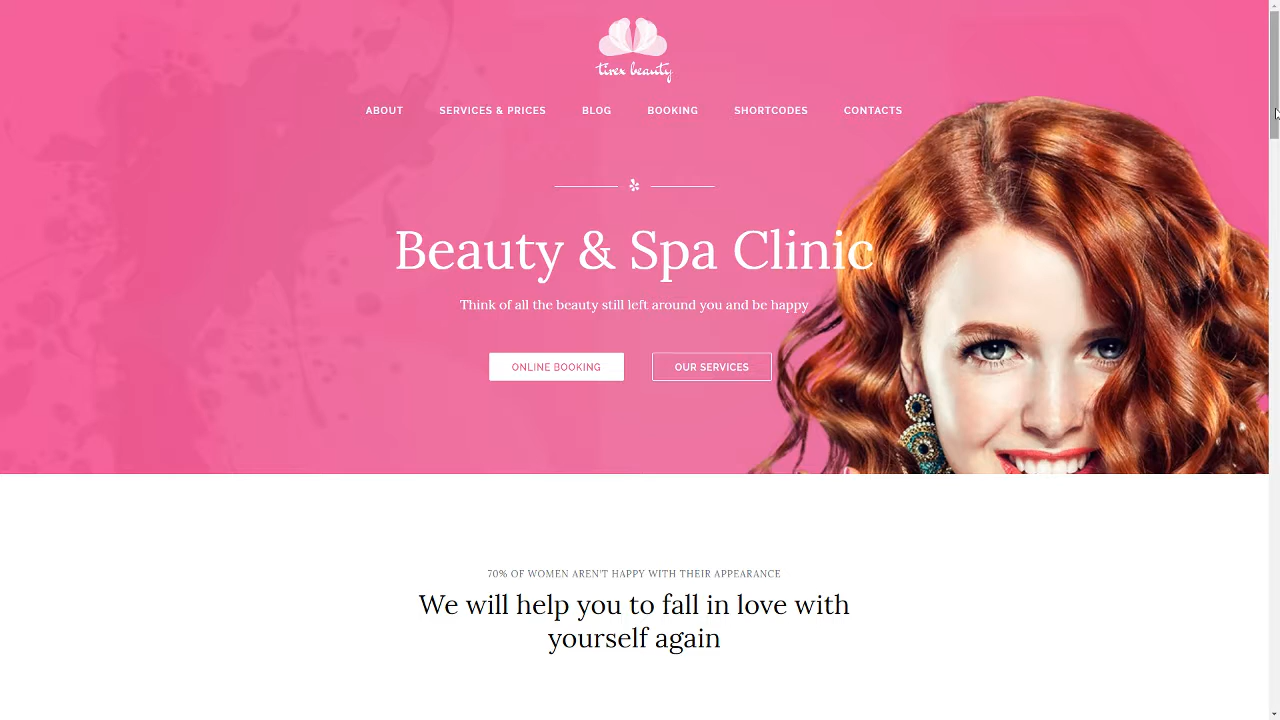 tirex beauty
ABOUT SERVICES & PRICES BLOG BOOKING SHORTCODES CONTACTS
Beauty & Spa Clinic
Think of all the beauty still left around you and be happy
ONLINE BOOKING OUR SERVICES
70% OF WOMEN AREN'T HAPPY WITH THEIR APPEARANCE
We will help you to fall in love with
yourself again